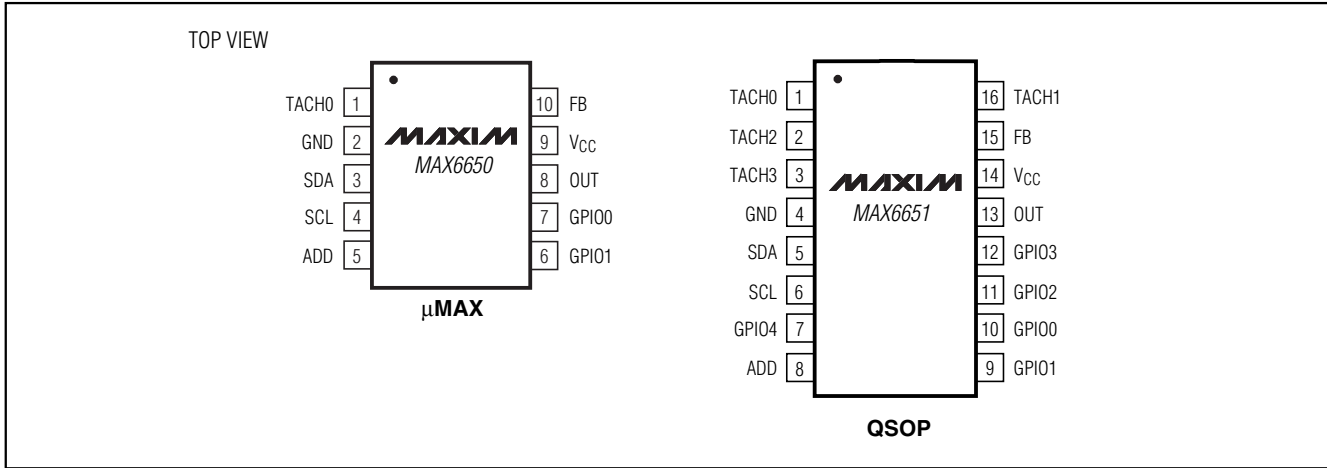 TOP VIEW
TACH0 1
GND 2
SDA 3
SCL 4
ADD 5
MAXIM
MAX6650
10 FB
9 VCC
8 OUT
7 GPIO0
6 GPIO1
µMAX
TACH0 1
TACH2 2
TACH3 3
GND 4
SDA 5
SCL 6
GPIO4 7
ADD 8
MAXIM
MAX6651
16 TACH1
15 FB
14 VCC
13 OUT
12 GPIO3
11 GPIO2
10 GPIO0
9 GPIO1
QSOP